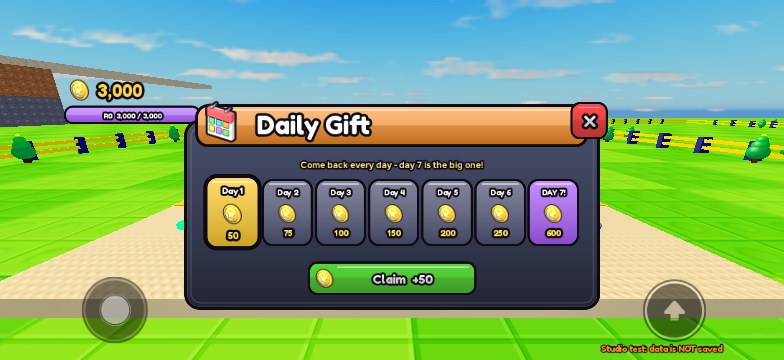 3,000
R0 3,000 / 3,000
Daily Gift
Come back every day - day 7 is the big one!
Day 1
Day 2
Day 3
Day 4
Day 5
Day 6
DAY 7!
50
75
100
150
200
250
600
Claim +50
Studio test: data is NOT saved